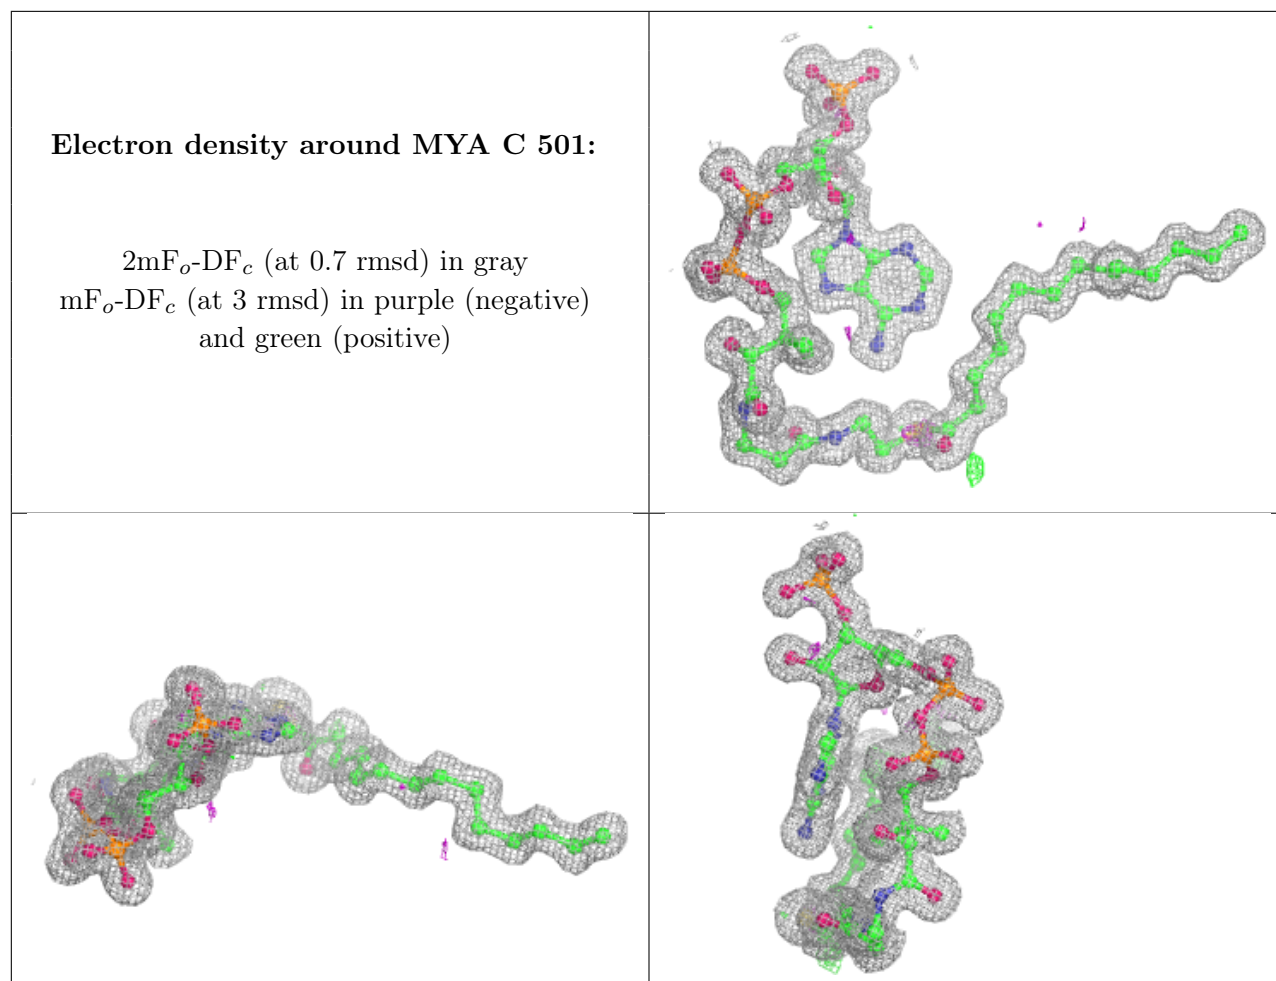 Electron density around MYA C 501:
2mFo-DFc (at 0.7 rmsd) in gray
mFo-DFc (at 3 rmsd) in purple (negative)
and green (positive)